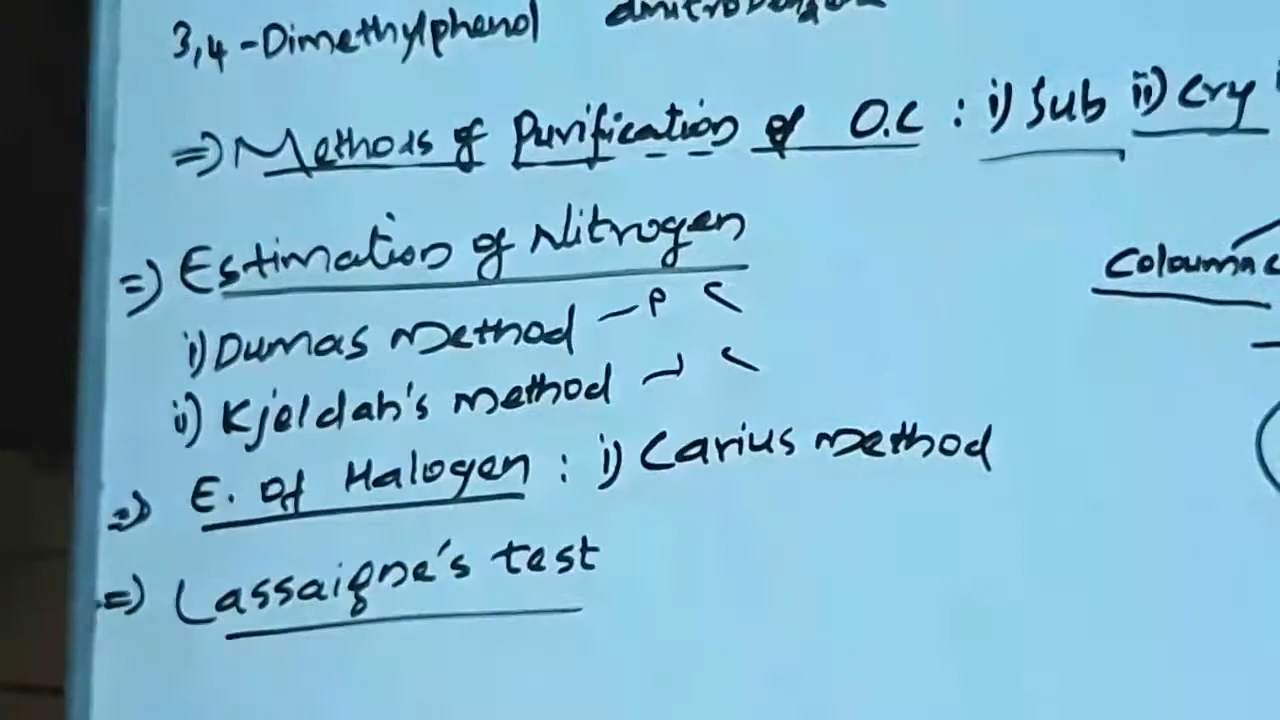 3,4-Dimethylphenol
=> Methods of Purification of O.C : i) Sub ii) Cry
=> Estimation of Nitrogen
i) Dumas Method
ii) Kjeldah's method
=> E. of Halogen : i) Carius method
=> Lassaigne's test